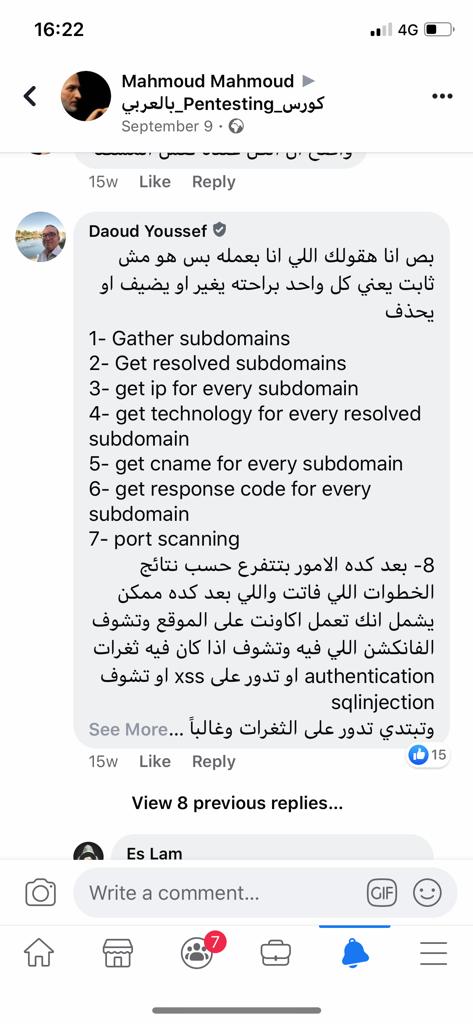 16:22
4G
Mahmoud Mahmoud
كورس_Pentesting_بالعربي
September 9
15w Like Reply
Daoud Youssef
بص انا هقولك اللي انا بعمله بس هو مش
ثابت يعني كل واحد براحته يغير او يضيف او
يحذف
1- Gather subdomains
2- Get resolved subdomains
3- get ip for every subdomain
4- get technology for every resolved
subdomain
5- get cname for every subdomain
6- get response code for every
subdomain
7- port scanning
8- بعد كده الامور بتتفرع حسب نتائج
الخطوات اللي فاتت واللي بعد كده ممكن
يشمل انك تعمل اكاونت على الموقع وتشوف
الفانكشن اللي فيه وتشوف اذا كان فيه ثغرات
authentication او تدور على xss او تشوف
sqlinjection
وتبتدي تدور على الثغرات وغالباً ... See More
15w Like Reply
15
View 8 previous replies...
Es Lam
Write a comment...
GIF
7